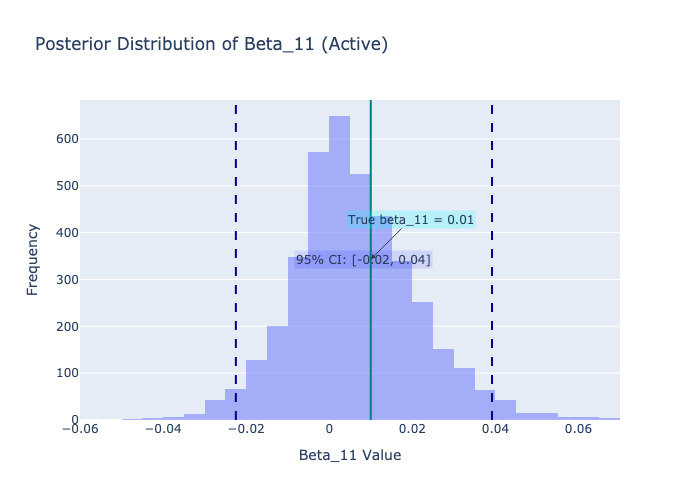 Posterior Distribution of Beta_11 (Active)
600
500
400
300
200
100
0
Frequency
True beta_11 = 0.01
95% CI: [-0.02, 0.04]
−0.06
−0.04
−0.02
0
0.02
0.04
0.06
Beta_11 Value